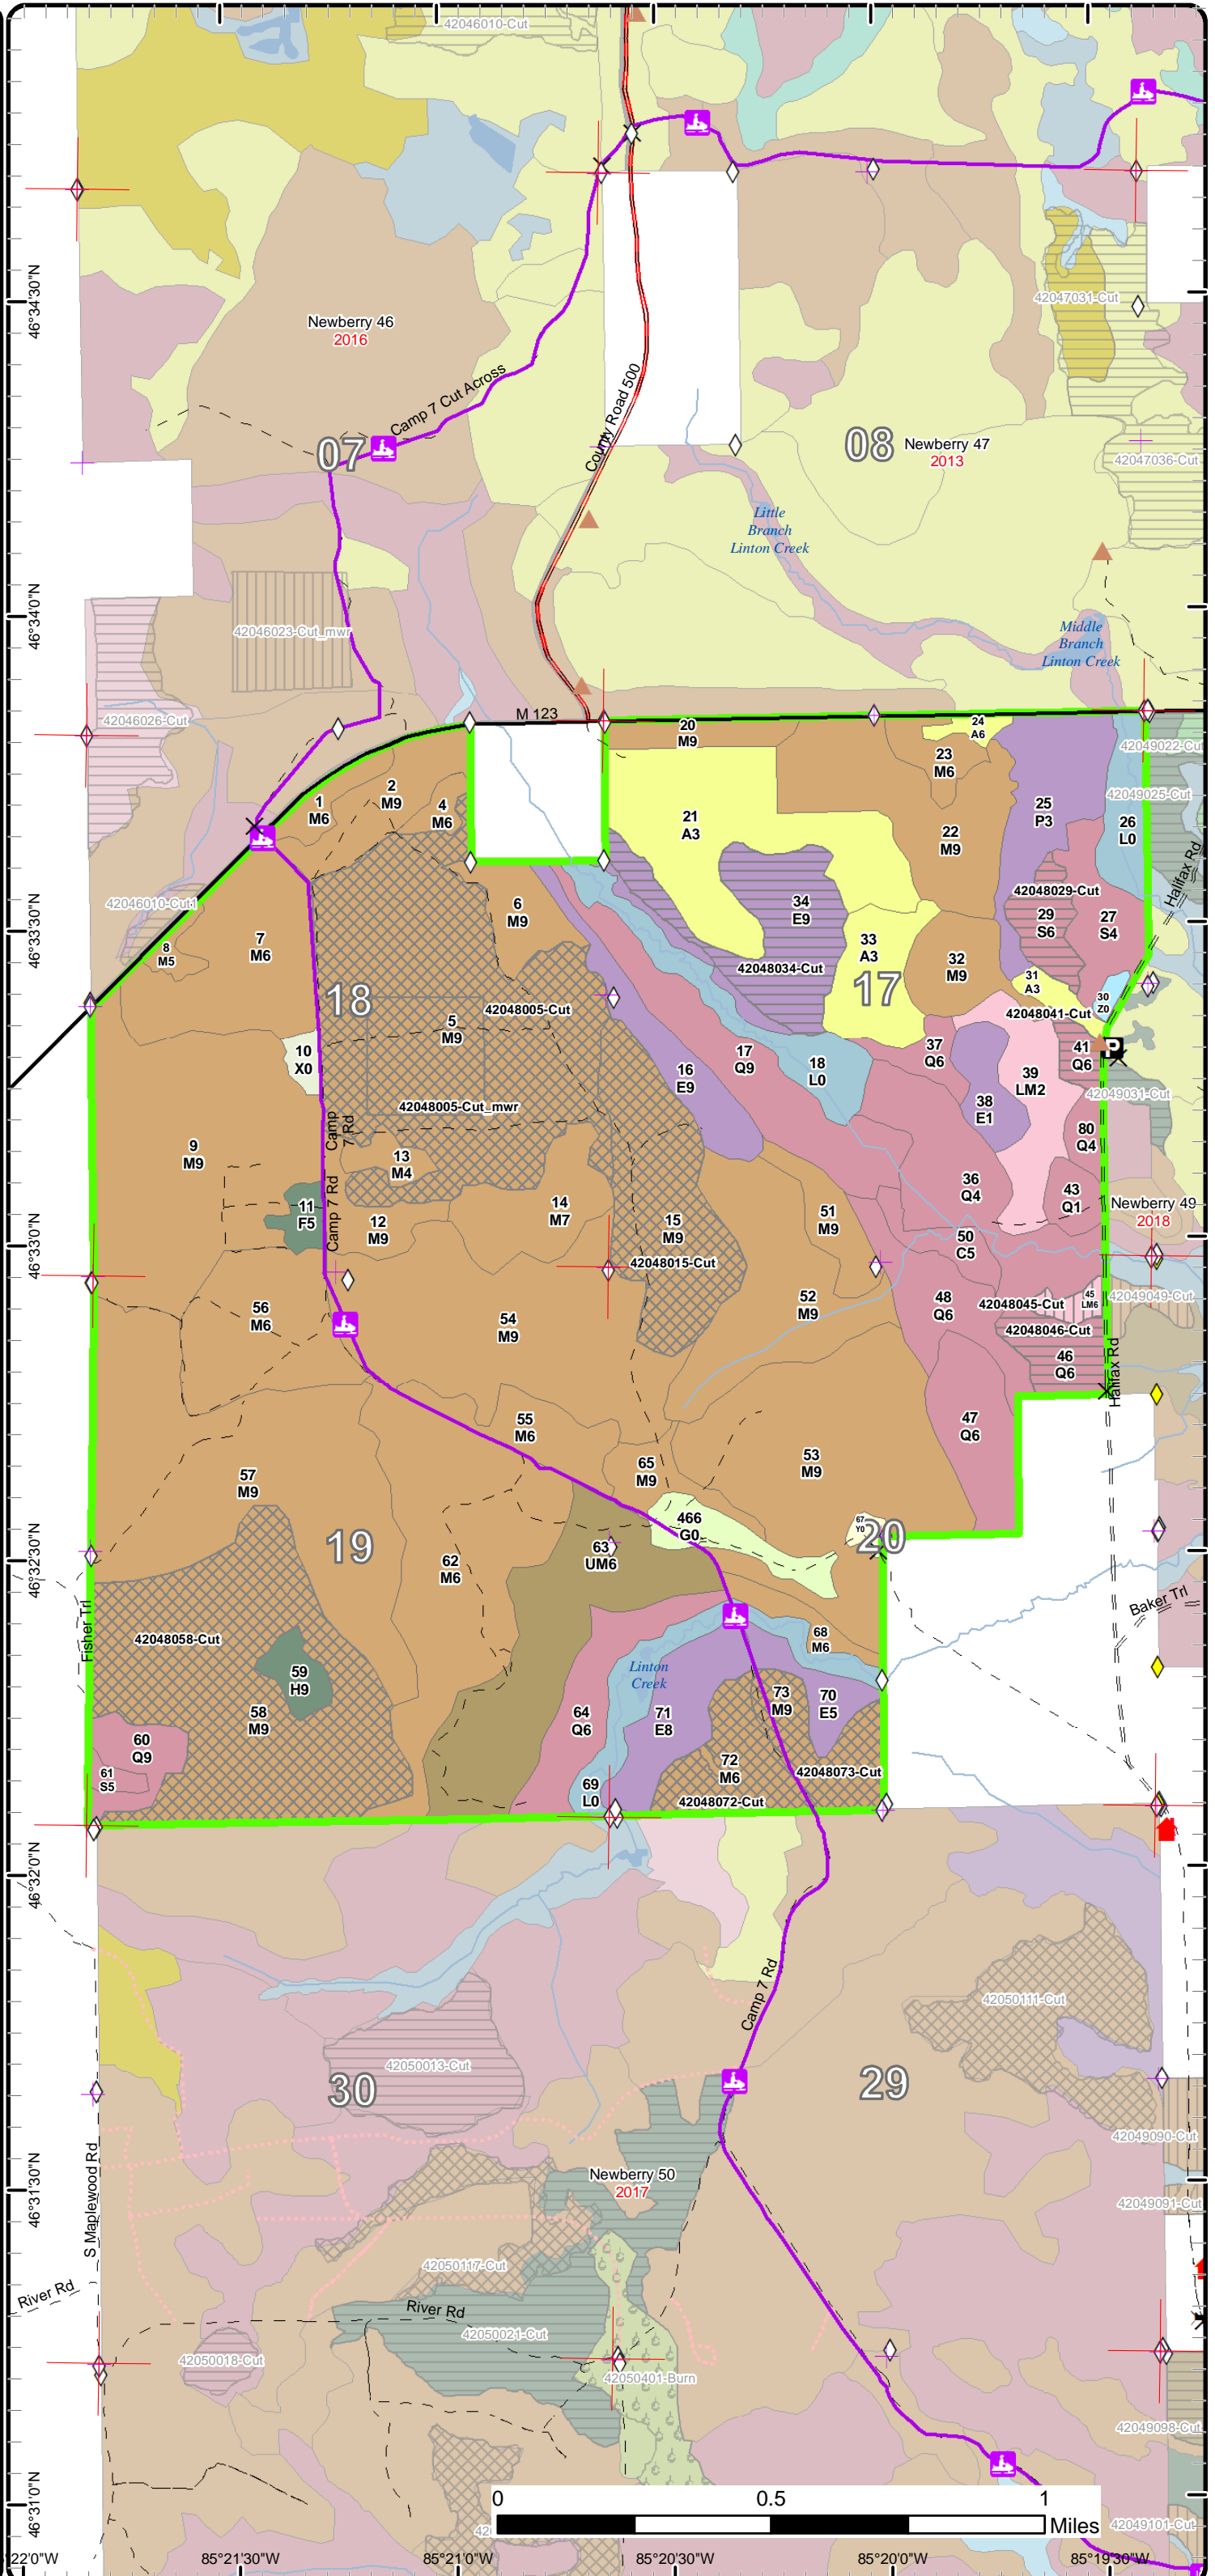 42046010-Cut
46°34'30"N
42047031-Cut
Newberry 46
2016
Camp 7 Cut Across
County Road 500
07
08
Newberry 47
2013
42047036-Cut
Little
Branch
Linton Creek
46°34'0"N
42046023-Cut_mwr
Middle
Branch
Linton Creek
42046026-Cut
M 123
20
M9
24
A6
42049022-Cut
23
M6
1
M6
2
M9
4
M6
21
A3
25
P3
42049025-Cut
26
L0
22
M9
Halifax Rd
42046010-Cut1
6
M9
34
E9
42048029-Cut
29
S6
27
S4
46°33'30"N
8
M5
7
M6
33
A3
32
M9
42048034-Cut
31
A3
30
Z0
18
17
42048005-Cut
5
M9
42048041-Cut
10
X0
16
E9
17
Q9
18
L0
37
Q6
39
LM2
41
Q6
P
42049031-Cut
42048005-Cut_mwr
38
E1
Camp
7 Rd
80
Q4
9
M9
13
M4
36
Q4
43
Q1
11
F5
Camp 7 Rd
12
M9
14
M7
15
M9
51
M9
50
C5
Newberry 49
2018
46°33'0"N
42048015-Cut
56
M6
54
M9
52
M9
48
Q6
42048045-Cut
45
LM6
42049049-Cut
42048046-Cut
46
Q6
Halifax Rd
55
M6
47
Q6
57
M9
65
M9
53
M9
466
G0
67
Y0
19
20
46°32'30"N
62
M6
63
UM6
Fisher Trl
42048058-Cut
Baker Trl
68
M6
59
H9
Linton
Creek
58
M9
64
Q6
71
E8
73
M9
70
E5
60
Q9
61
S5
72
M6
42048073-Cut
69
L0
42048072-Cut
46°32'0"N
Camp 7 Rd
42050111-Cut
42050013-Cut
30
29
42049090-Cut
S Maplewood Rd
Newberry 50
2017
46°31'30"N
42049091-Cut
42050117-Cut
River Rd
River Rd
42050021-Cut
42050018-Cut
42050401-Burn
42049098-Cut
46°31'0"N
0
0.5
1
Miles
42049101-Cut
22'0"W
85°21'30"W
85°21'0"W
85°20'30"W
85°20'0"W
85°19'30"W